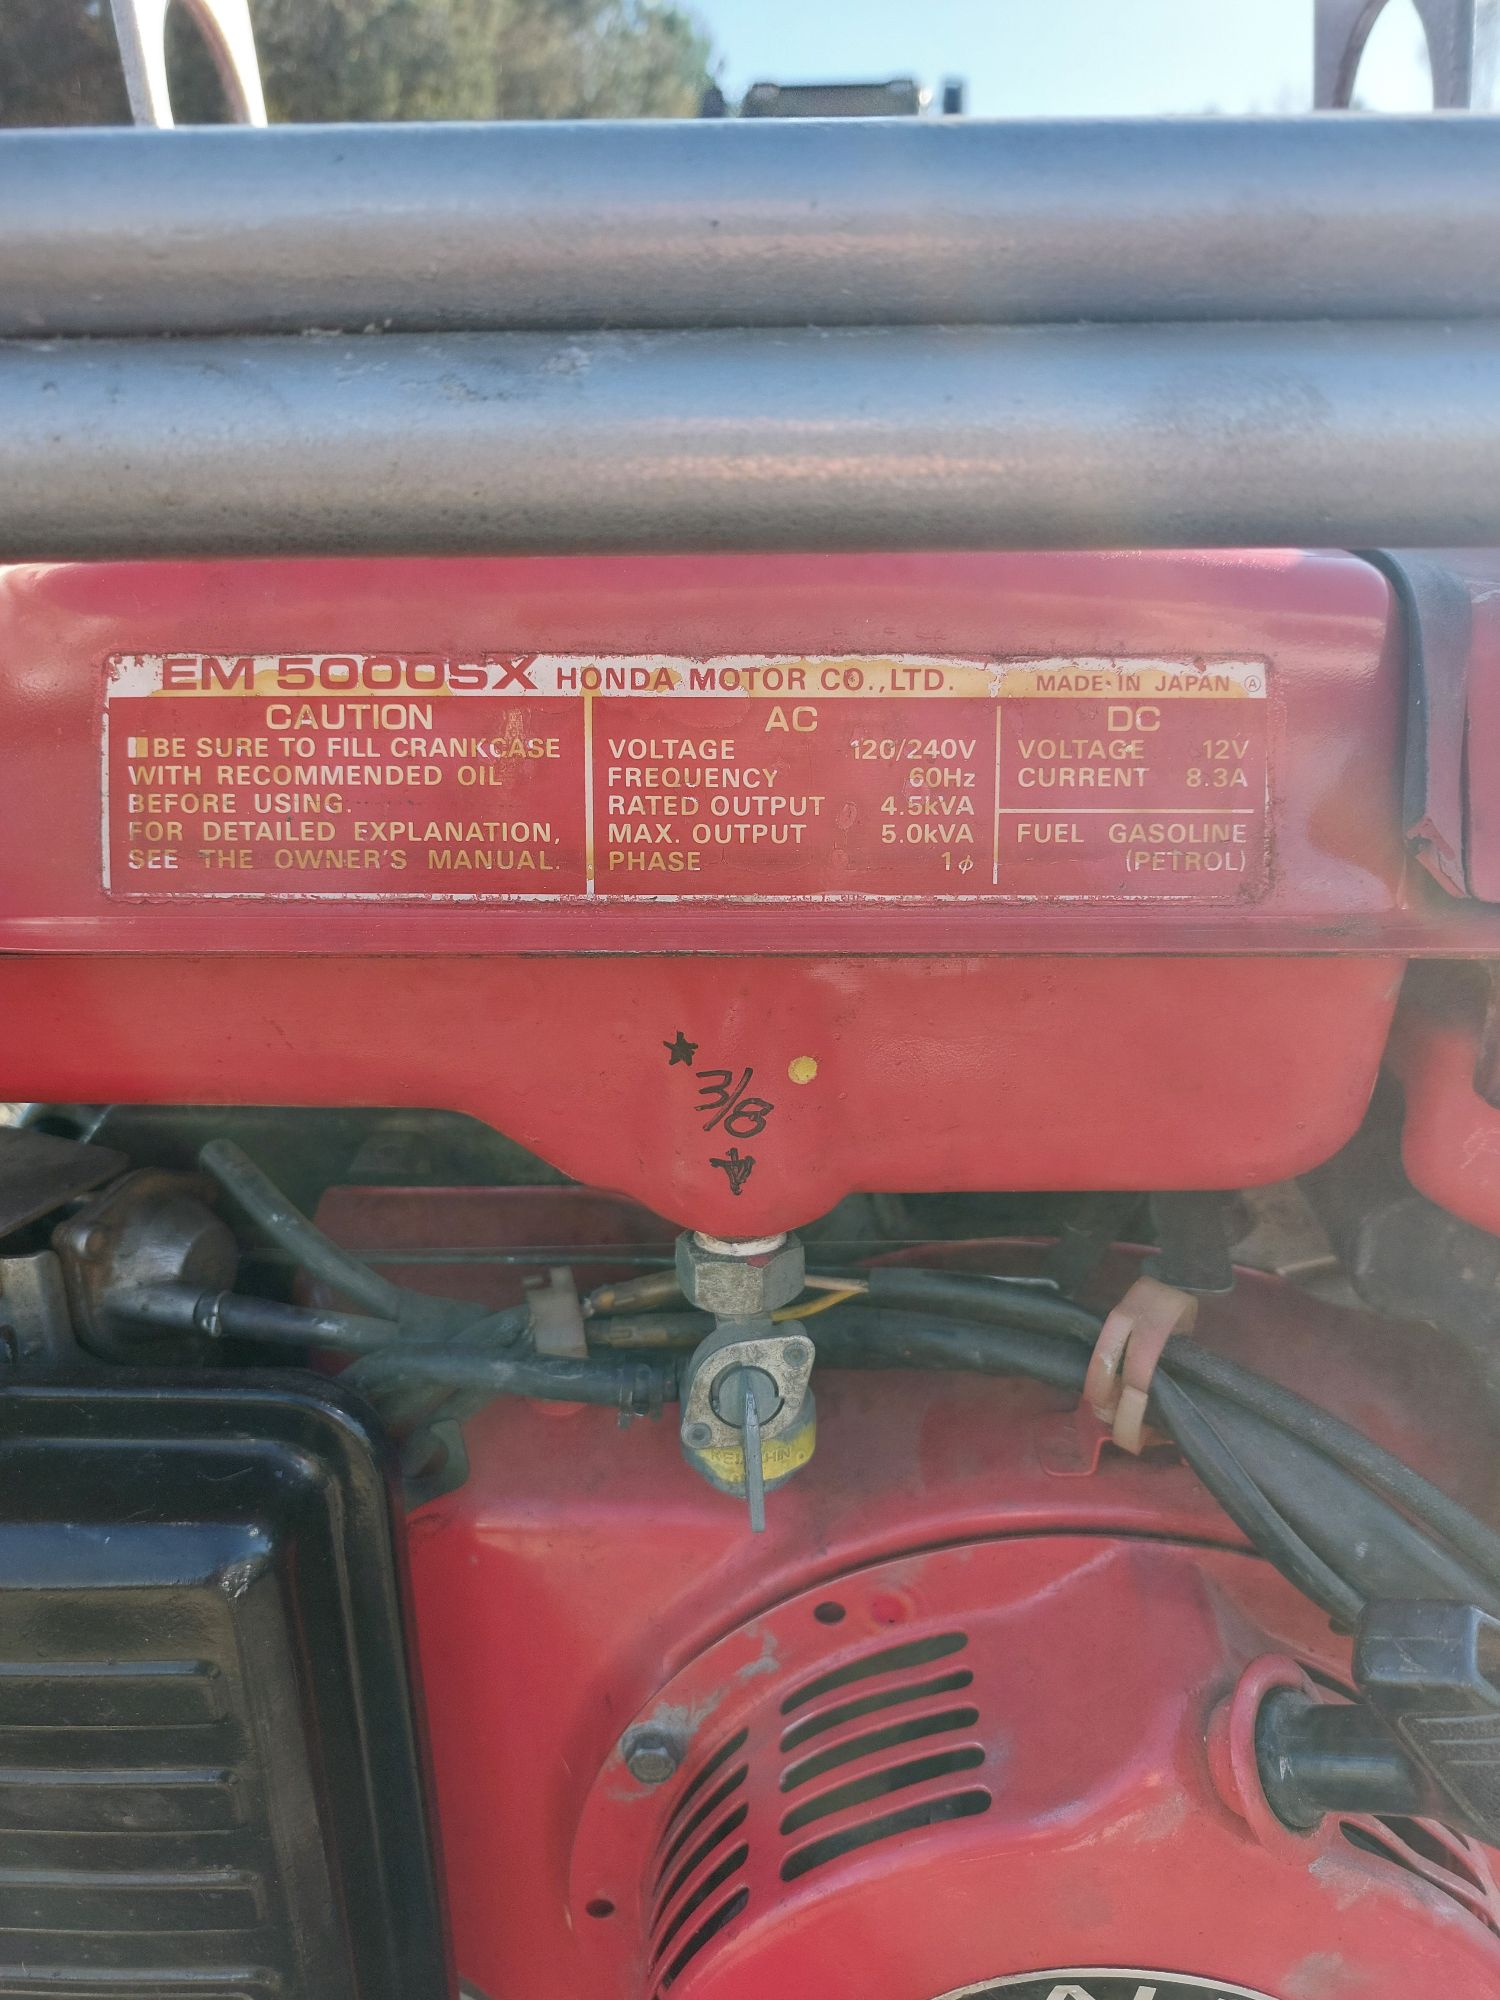 EM 5000SX HONDA MOTOR CO.,LTD. MADE IN JAPAN Ⓐ
CAUTION
BE SURE TO FILL CRANKCASE
WITH RECOMMENDED OIL
BEFORE USING.
FOR DETAILED EXPLANATION,
SEE THE OWNER'S MANUAL.
AC
VOLTAGE 120/240V
FREQUENCY 60Hz
RATED OUTPUT 4.5kVA
MAX. OUTPUT 5.0kVA
PHASE 1ϕ
DC
VOLTAGE 12V
CURRENT 8.3A
FUEL GASOLINE
(PETROL)
3/8
KEIHIN